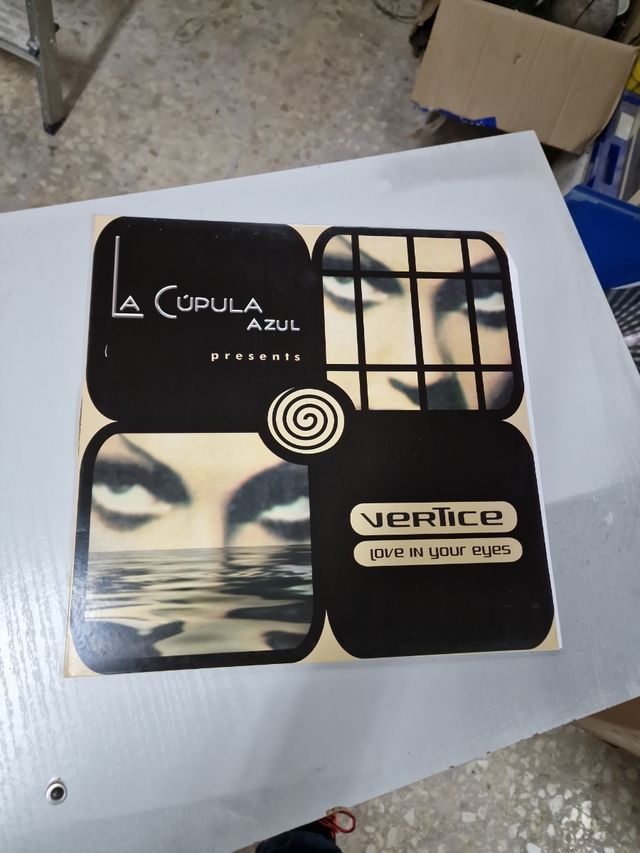 La Cúpula
Azul
presents
Vertice
Love in your eyes